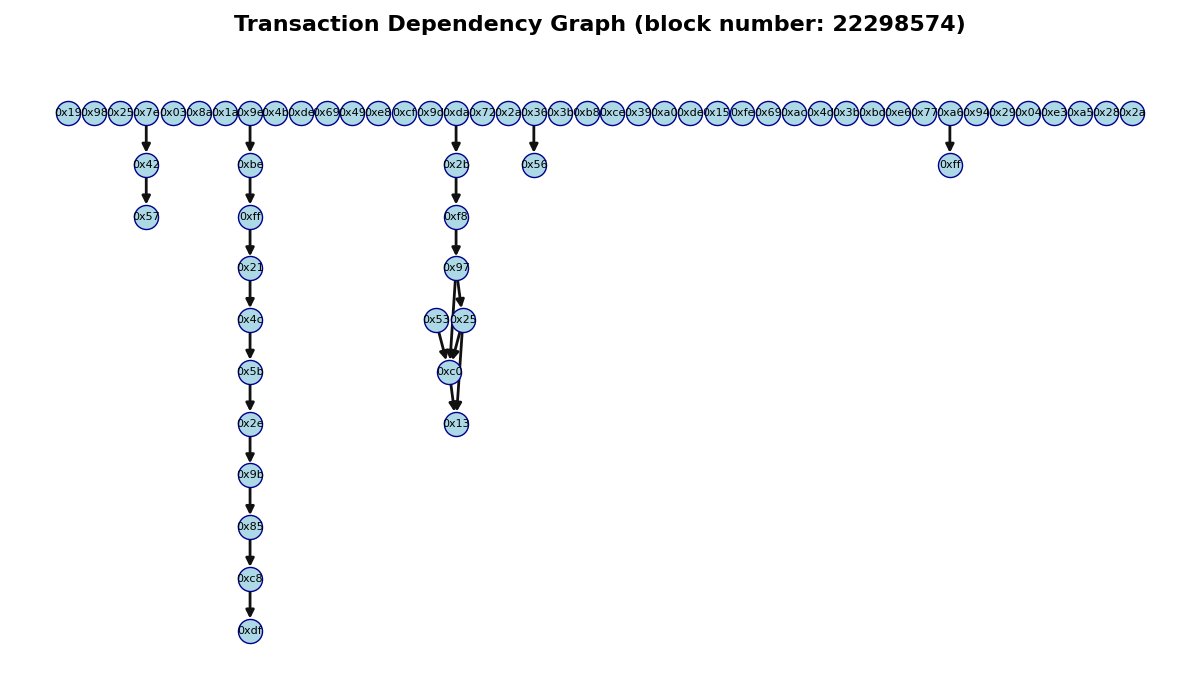 Transaction Dependency Graph (block number: 22298574)
0x19 0x98 0x25 0x7e 0x03 0x8a 0x1a 0x9e 0x4b 0xde 0x69 0x49 0xe8 0xcf 0x9d 0xda 0x72 0x2a 0x36 0x3b 0xb8 0xce 0x39 0xa0 0xde 0x15 0xfe 0x69 0xac 0x4d 0x3b 0xbd 0xe6 0x77 0xa6 0x94 0x29 0x04 0xe3 0xa5 0x28 0x2a
0x42 0xbe 0x2b 0x56 0xff
0x57 0xff 0xf8
0x21 0x97
0x4c 0x53 0x25
0x5b 0xc0
0x2e 0x13
0x9b
0x85
0xc8
0xdf